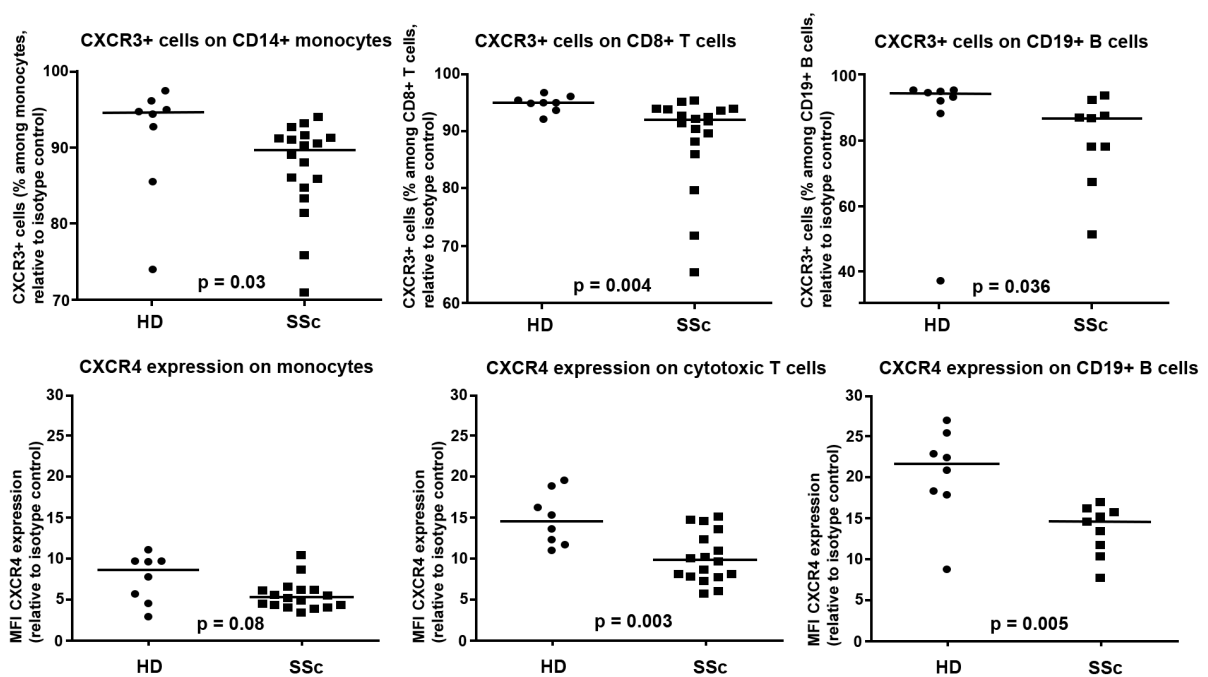 CXCR3+ cells on CD14+ monocytes
CXCR3+ cells (% among monocytes,
relative to isotype control)
100
90
80
70
p = 0.03
HD
SSc
CXCR3+ cells on CD8+ T cells
CXCR3+ cells (% among CD8+ T cells,
relative to isotype control)
100
90
80
70
60
p = 0.004
HD
SSc
CXCR3+ cells on CD19+ B cells
CXCR3+ cells (% among CD19+ B cells,
relative to isotype control)
100
80
60
40
p = 0.036
HD
SSc
CXCR4 expression on monocytes
MFI CXCR4 expression
(relative to isotype control)
30
25
20
15
10
5
0
p = 0.08
HD
SSc
CXCR4 expression on cytotoxic T cells
MFI CXCR4 expression
(relative to isotype control)
30
25
20
15
10
5
0
p = 0.003
HD
SSc
CXCR4 expression on CD19+ B cells
MFI CXCR4 expression
(relative to isotype control)
30
25
20
15
10
5
0
p = 0.005
HD
SSc